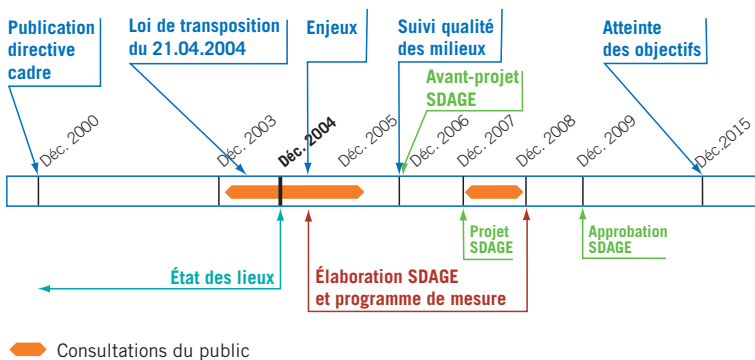 Publication
directive
cadre
Loi de transposition
du 21.04.2004
Enjeux
Suivi qualité
des milieux
Avant-projet
SDAGE
Atteinte
des objectifs
Déc. 2000
Déc. 2003
Déc. 2004
Déc. 2005
Déc. 2006
Déc. 2007
Déc. 2008
Déc. 2009
Déc.2015
Projet
SDAGE
Approbation
SDAGE
État des lieux
Élaboration SDAGE
et programme de mesure
Consultations du public